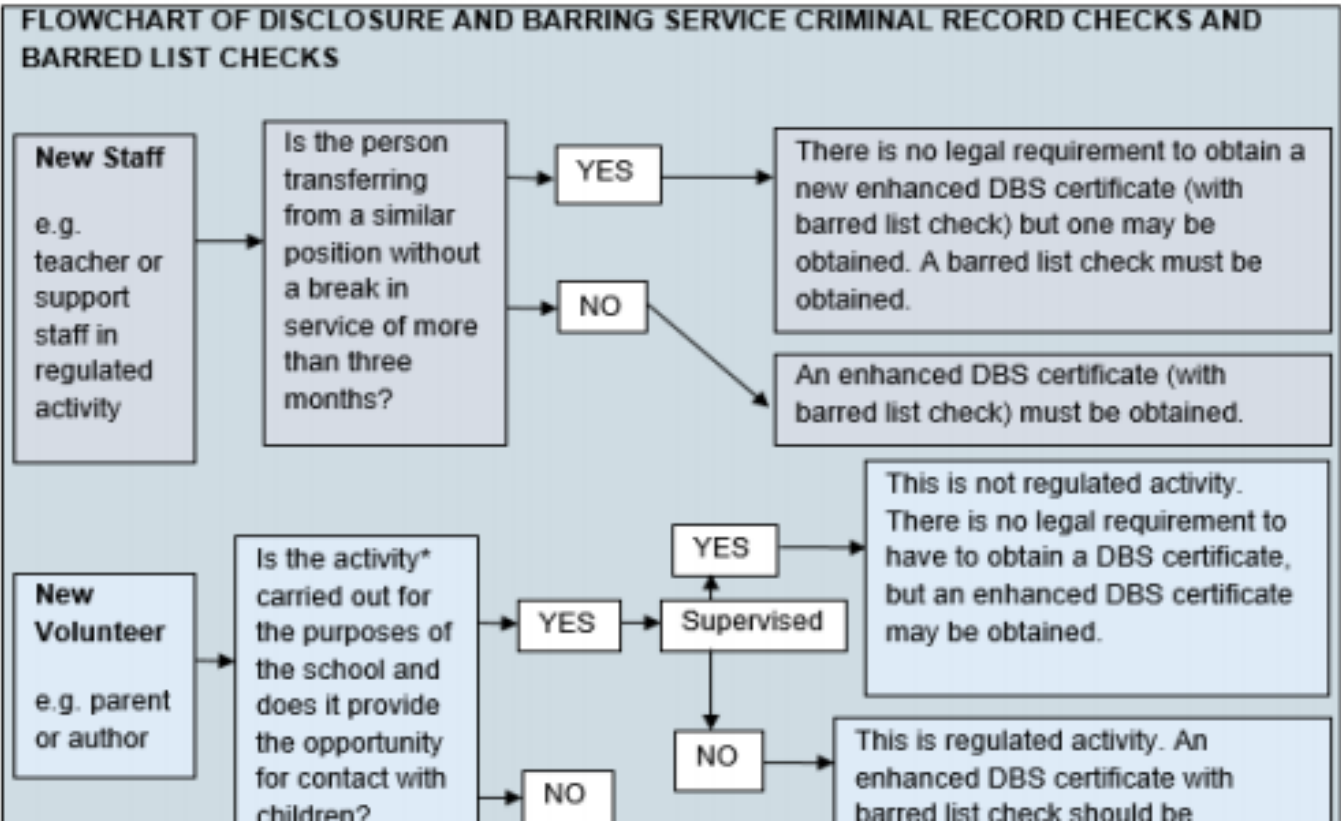 FLOWCHART OF DISCLOSURE AND BARRING SERVICE CRIMINAL RECORD CHECKS AND
BARRED LIST CHECKS
New Staff
e.g.
teacher or
support
staff in
regulated
activity
Is the person
transferring
from a similar
position without
a break in
service of more
than three
months?
YES
NO
There is no legal requirement to obtain a
new enhanced DBS certificate (with
barred list check) but one may be
obtained. A barred list check must be
obtained.
An enhanced DBS certificate (with
barred list check) must be obtained.
New
Volunteer
e.g. parent
or author
Is the activity*
carried out for
the purposes of
the school and
does it provide
the opportunity
for contact with
children?
YES
NO
Supervised
YES
NO
This is not regulated activity.
There is no legal requirement to
have to obtain a DBS certificate,
but an enhanced DBS certificate
may be obtained.
This is regulated activity. An
enhanced DBS certificate with
barred list check should be